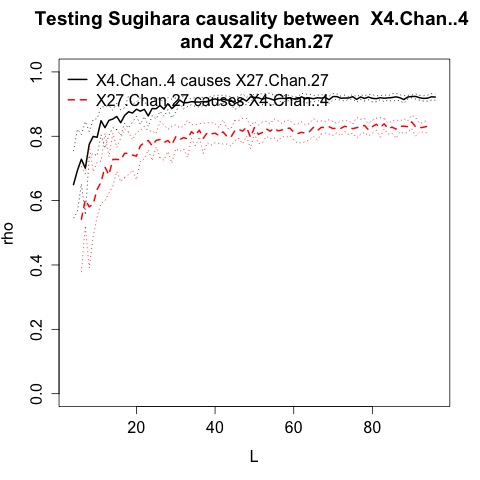 Testing Sugihara causality between  X4.Chan..4
and X27.Chan.27
X4.Chan..4 causes X27.Chan.27
X27.Chan.27 causes X4.Chan..4
rho
1.0
0.8
0.6
0.4
0.2
0.0
20 40 60 80
L